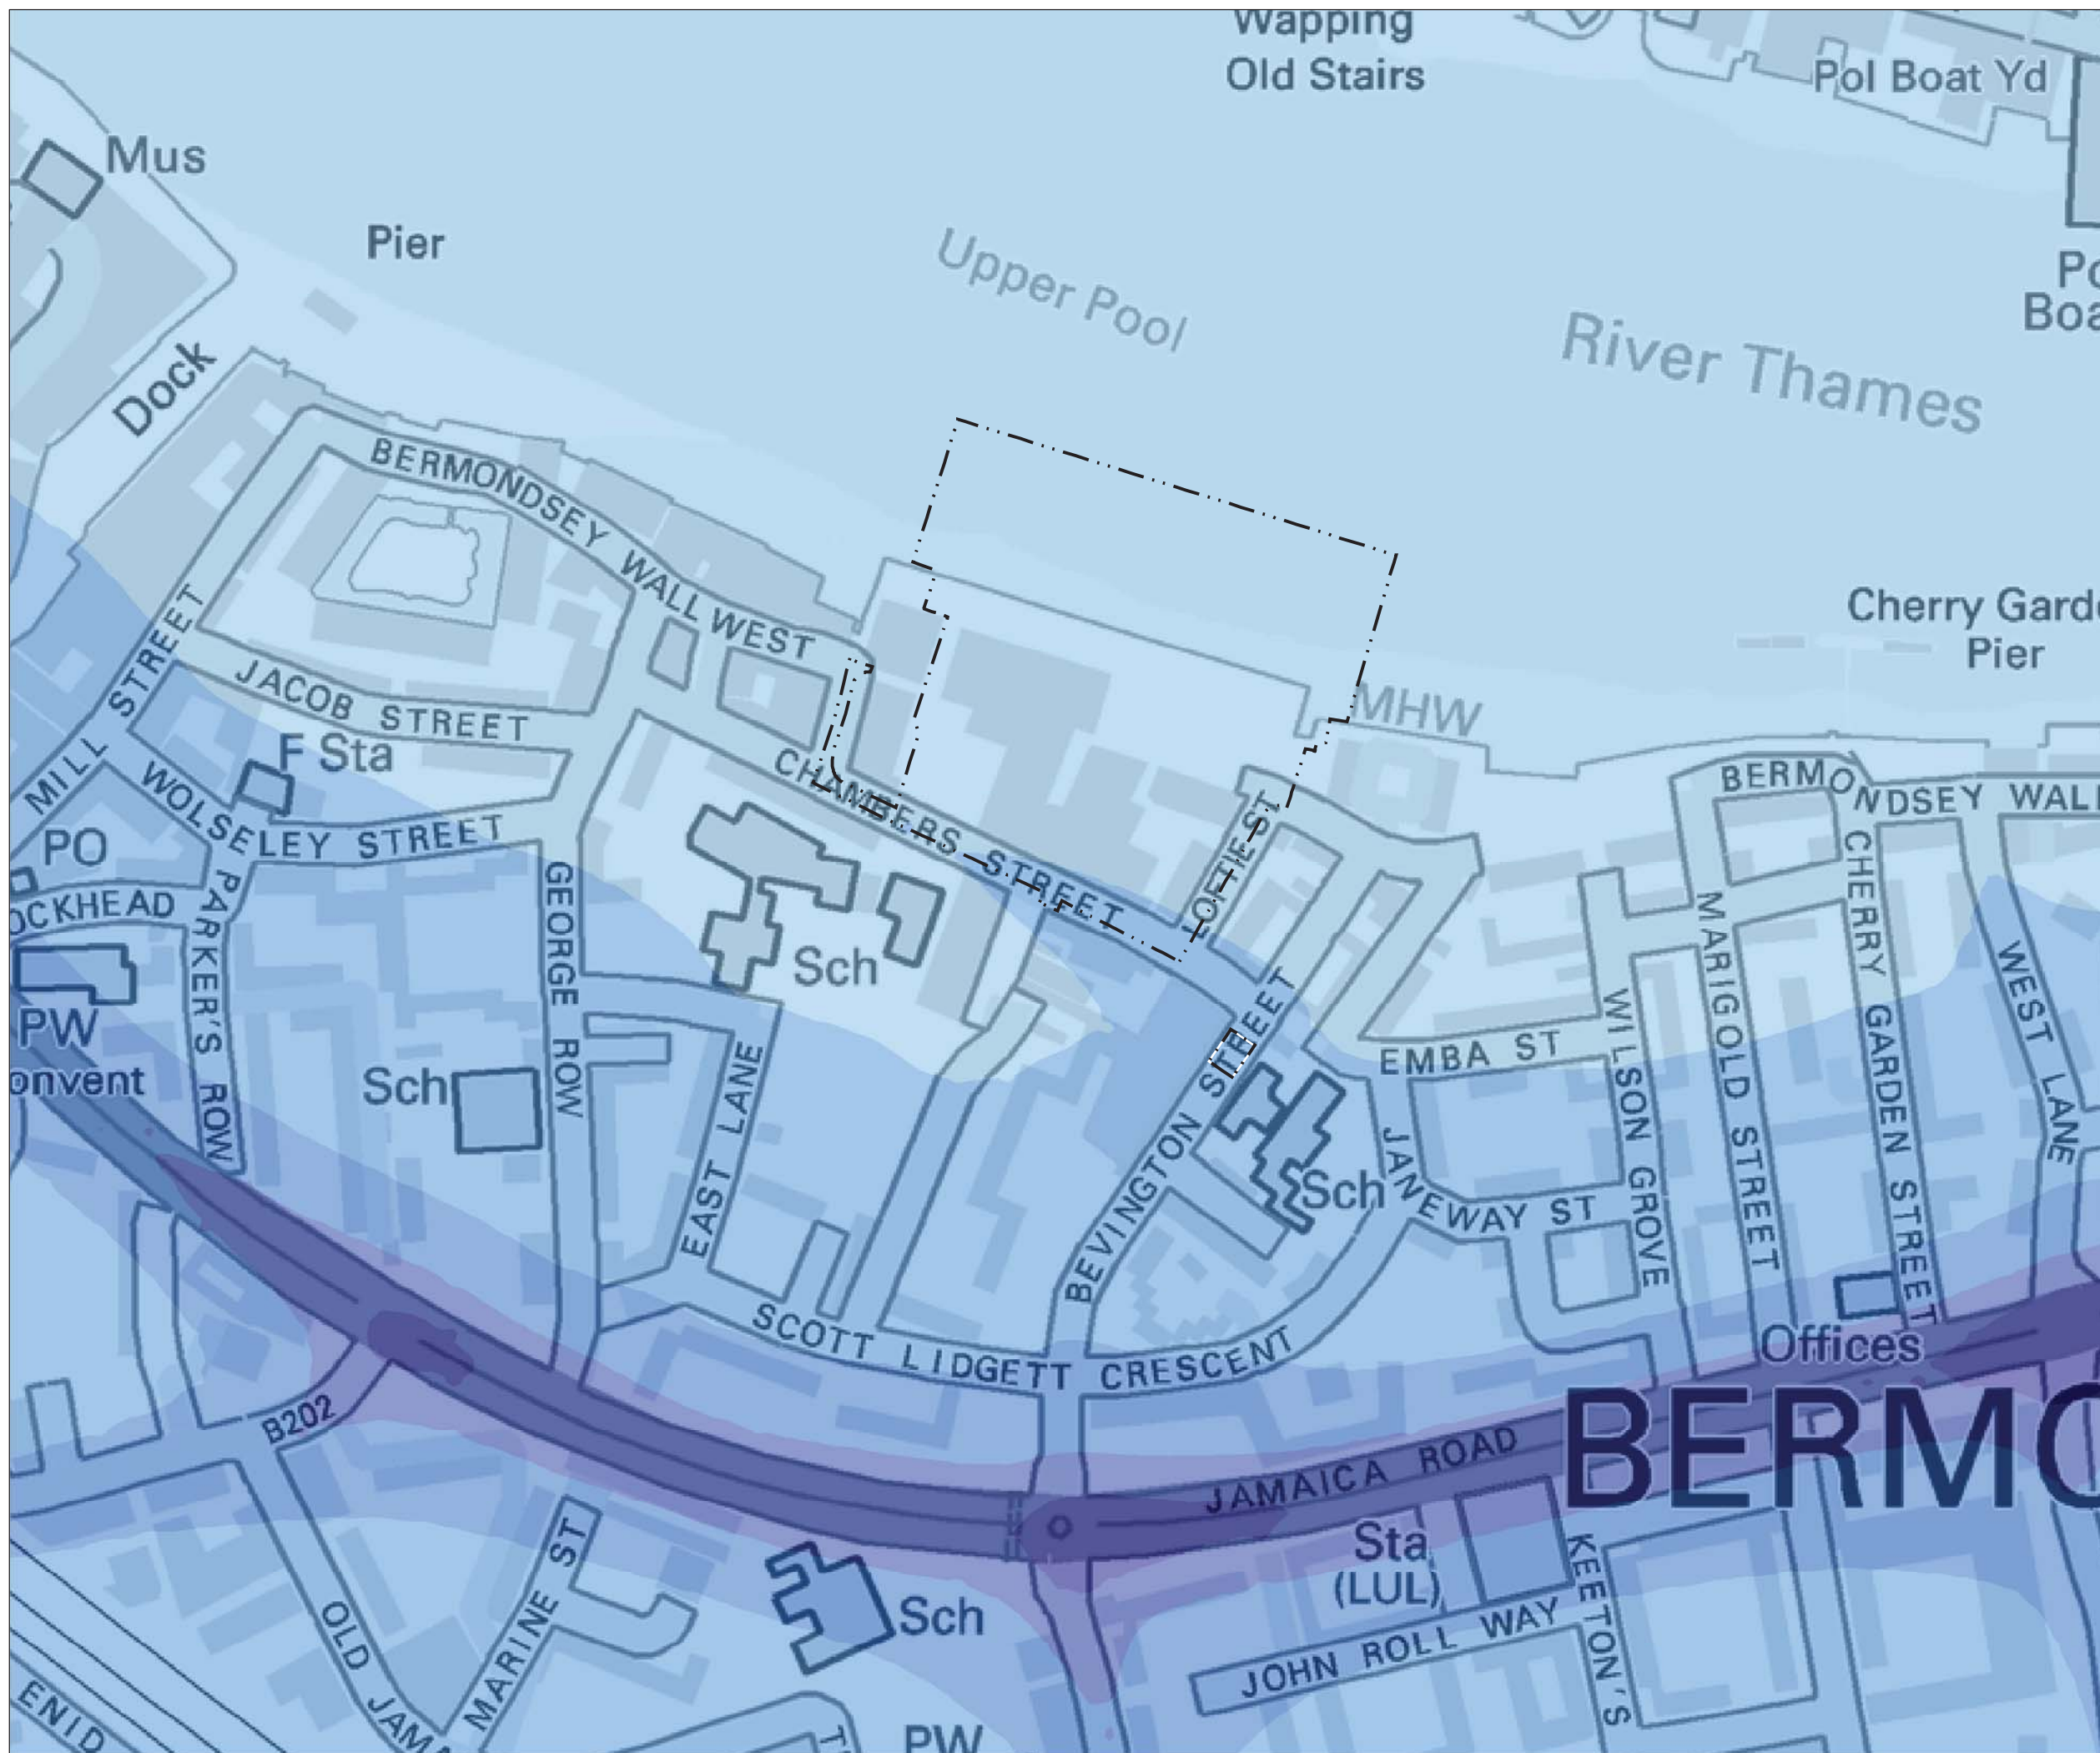 Wapping
Old Stairs
Pol Boat Yd
Mus
Pier
Upper Pool
River Thames
Dock
BERMONDSEY WALL WEST
Cherry Garde
Pier
MHW
MILL STREET
JACOB STREET
F Sta
CHAMBERS STREET
LOFTIE ST
BERMONDSEY WALL
WOLSELEY STREET
PO
OCKHEAD
PARKER'S ROW
GEORGE ROW
Sch
PW
onvent
Sch
EAST LANE
BEVINGTON STREET
EMBA ST
JANEWAY ST
Sch
WILSON GROVE
MARIGOLD STREET
CHERRY GARDEN STREET
WEST LANE
SCOTT LIDGETT CRESCENT
Offices
B202
JAMAICA ROAD
BERMO
Sta
(LUL)
KEETON'S
JOHN ROLL WAY
MARINE ST
OLD JAMA
Sch
ENID
PW